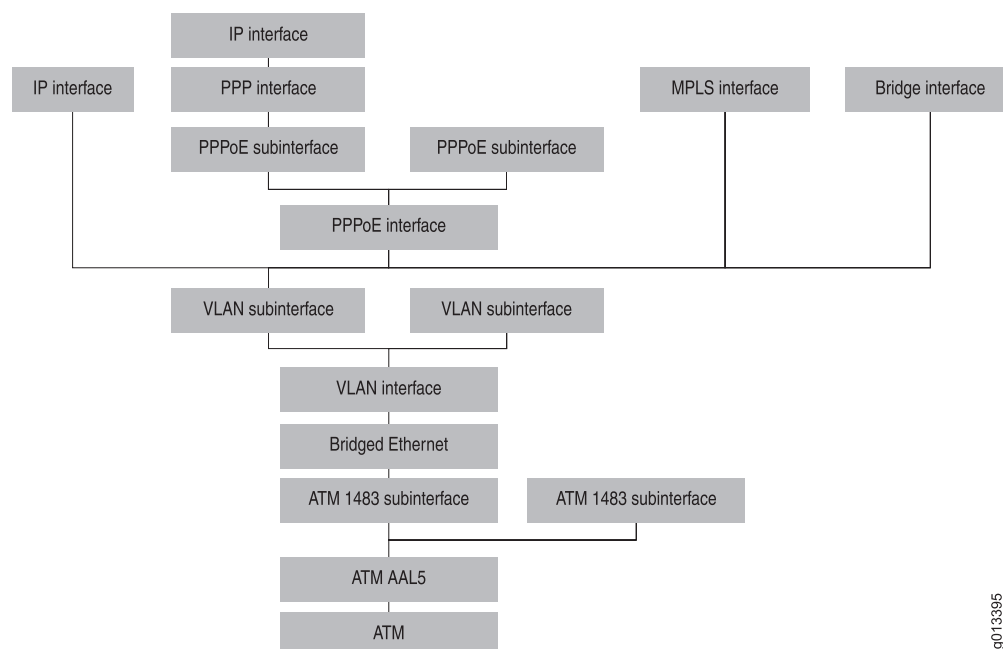 IP interface
IP interface
PPP interface
MPLS interface
Bridge interface
PPPoE subinterface
PPPoE subinterface
PPPoE interface
VLAN subinterface
VLAN subinterface
VLAN interface
Bridged Ethernet
ATM 1483 subinterface
ATM 1483 subinterface
ATM AAL5
ATM
g013395